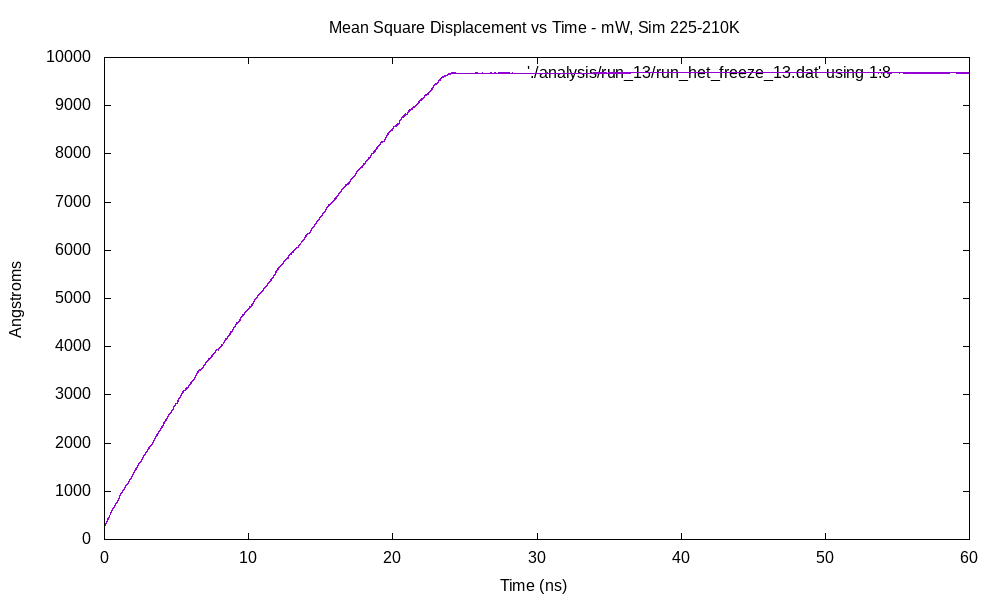 Mean Square Displacement vs Time - mW, Sim 225-210K
10000
'./analysis/run_13/run_het_freeze_13.dat' using 1:8
9000
8000
7000
6000
5000
4000
3000
2000
1000
0
Angstroms
0 10 20 30 40 50 60
Time (ns)